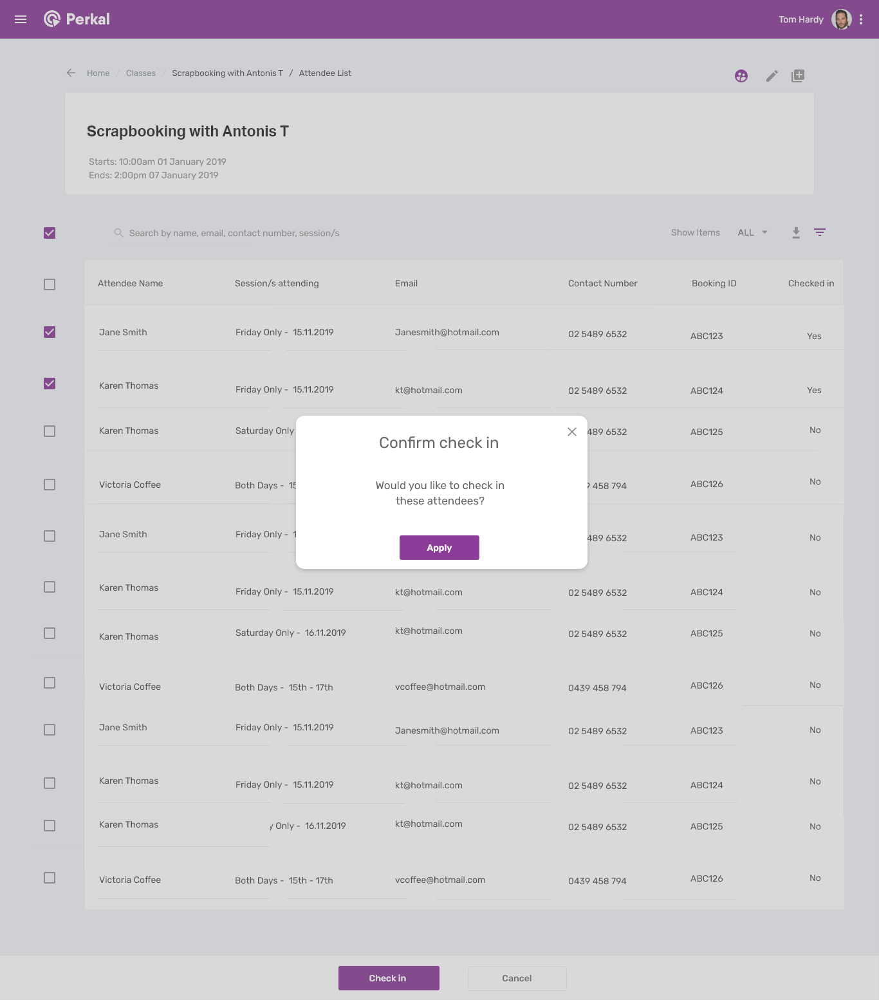 Perkal
Tom Hardy
Home / Classes / Scrapbooking with Antonis T / Attendee List
Scrapbooking with Antonis T
Starts: 10:00am 01 January 2019
Ends: 2:00pm 07 January 2019
Search by name, email, contact number, session/s
Show Items ALL
Attendee Name Session/s attending Email Contact Number Booking ID Checked in
Jane Smith Friday Only - 15.11.2019 Janesmith@hotmail.com 02 5489 6532 ABC123 Yes
Karen Thomas Friday Only - 15.11.2019 kt@hotmail.com 02 5489 6532 ABC124 Yes
Karen Thomas Saturday Only 489 6532 ABC125 No
Victoria Coffee Both Days - 15 458 794 ABC126 No
Jane Smith Friday Only - 489 6532 ABC123 No
Confirm check in
Would you like to check in
these attendees?
Apply
Karen Thomas Friday Only - 15.11.2019 kt@hotmail.com 02 5489 6532 ABC124 No
Karen Thomas Saturday Only - 16.11.2019 kt@hotmail.com 02 5489 6532 ABC125 No
Victoria Coffee Both Days - 15th - 17th vcoffee@hotmail.com 0439 458 794 ABC126 No
Jane Smith Friday Only - 15.11.2019 Janesmith@hotmail.com 02 5489 6532 ABC123 No
Karen Thomas Friday Only - 15.11.2019 kt@hotmail.com 02 5489 6532 ABC124 No
Karen Thomas y Only - 16.11.2019 kt@hotmail.com 02 5489 6532 ABC125 No
Victoria Coffee Both Days - 15th - 17th vcoffee@hotmail.com 0439 458 794 ABC126 No
Check in Cancel